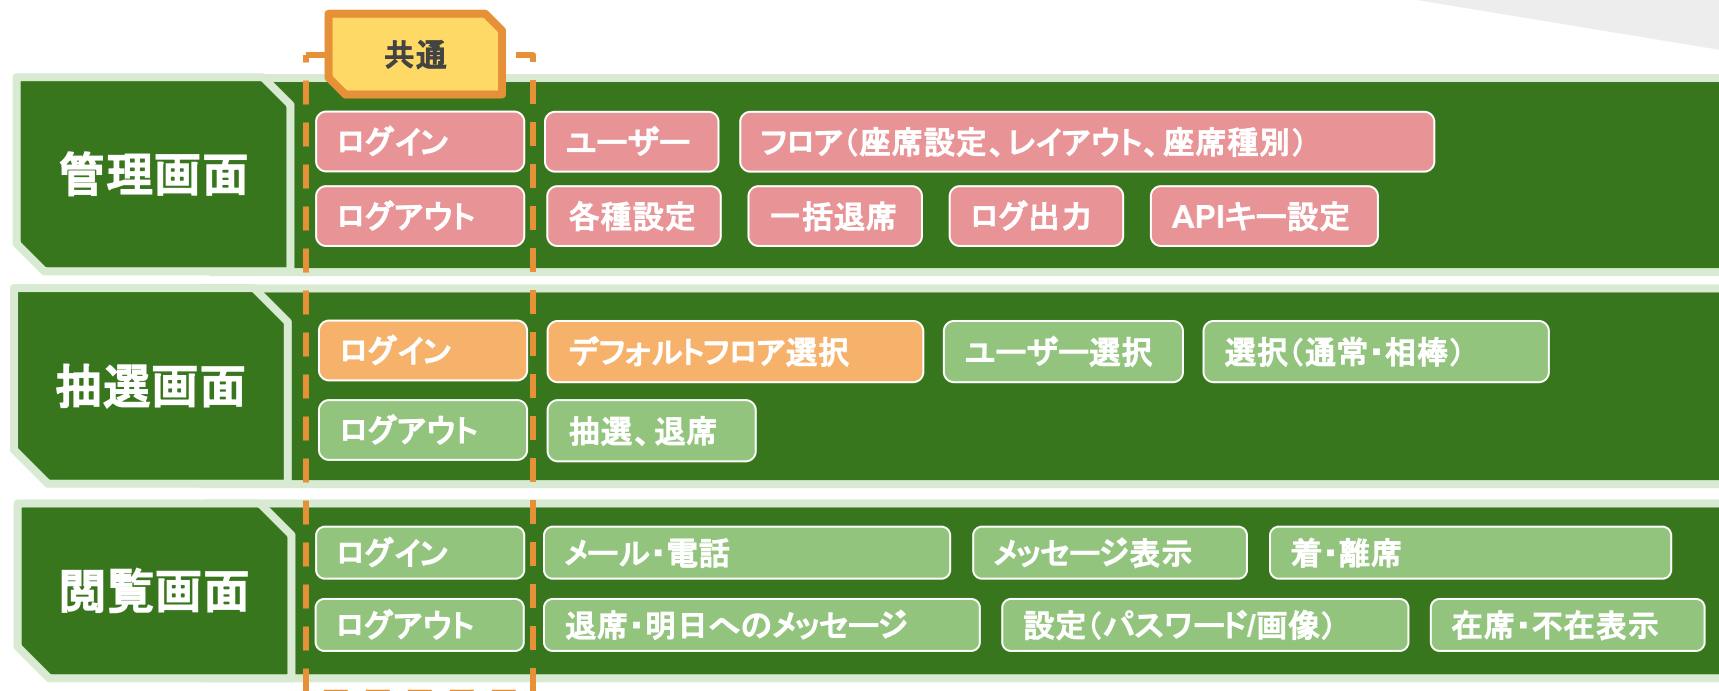 共通
管理画面
ログイン
ユーザー
フロア（座席設定、レイアウト、座席種別）
ログアウト
各種設定
一括退席
ログ出力
APIキー設定
抽選画面
ログイン
デフォルトフロア選択
ユーザー選択
選択（通常・相棒）
ログアウト
抽選、退席
閲覧画面
ログイン
メール・電話
メッセージ表示
着・離席
ログアウト
退席・明日へのメッセージ
設定（パスワード/画像）
在席・不在表示